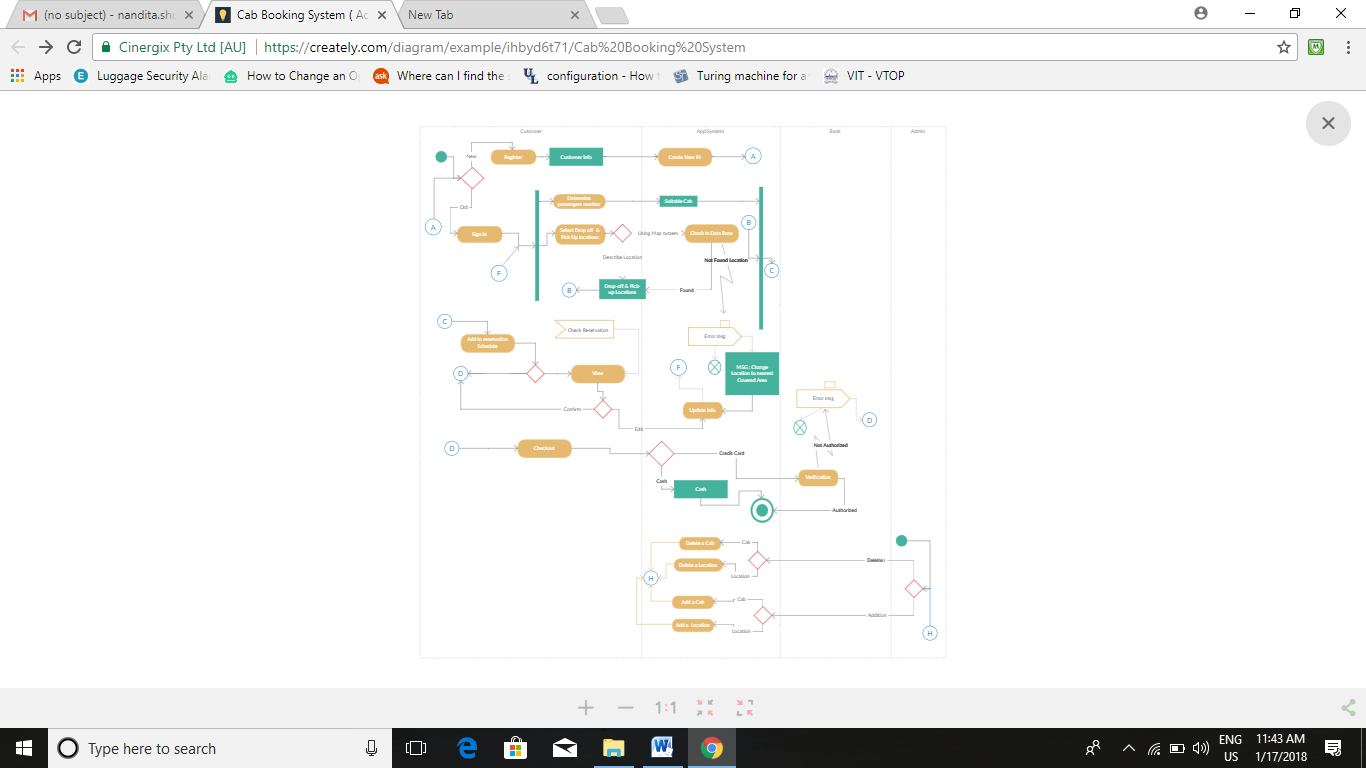 (no subject) - nandita.shu
Cab Booking System ( Ac
New Tab
Cinergix Pty Ltd [AU]
https://creately.com/diagram/example/ihbyd6t71/Cab%20Booking%20System
Apps
Luggage Security Ala
How to Change an O
ask
Where can I find the
UL
configuration - How
ST
Turing machine for a
VIT - VTOP
Customer
App(System)
Bank
Admin
New
Register
Customer Info
Create New ID
A
Old
A
Sign In
F
Determine
passengers number
Suitable Cab
Select Drop off &
Pick Up locations
Using Map system
Check In Data Base
B
C
Describe Location
Not Found Location
B
Drop off & Pick-
up Locations
Found
C
Add to reservation
Schedule
Check Reservation
Error msg
D
View
F
MSG : Change
Location to nearest
Covered Area
Confirm
Edit
Update Info
Error msg
D
D
Checkout
Credit Card
Not Authorized
Cash
Cash
Verification
Authorized
Delete a Cab
Cab
Delete a Location
Location
Delete
H
Add a Cab
Cab
Addition
Add a Location
Location
H
1:1
Type here to search
ENG
US
11:43 AM
1/17/2018